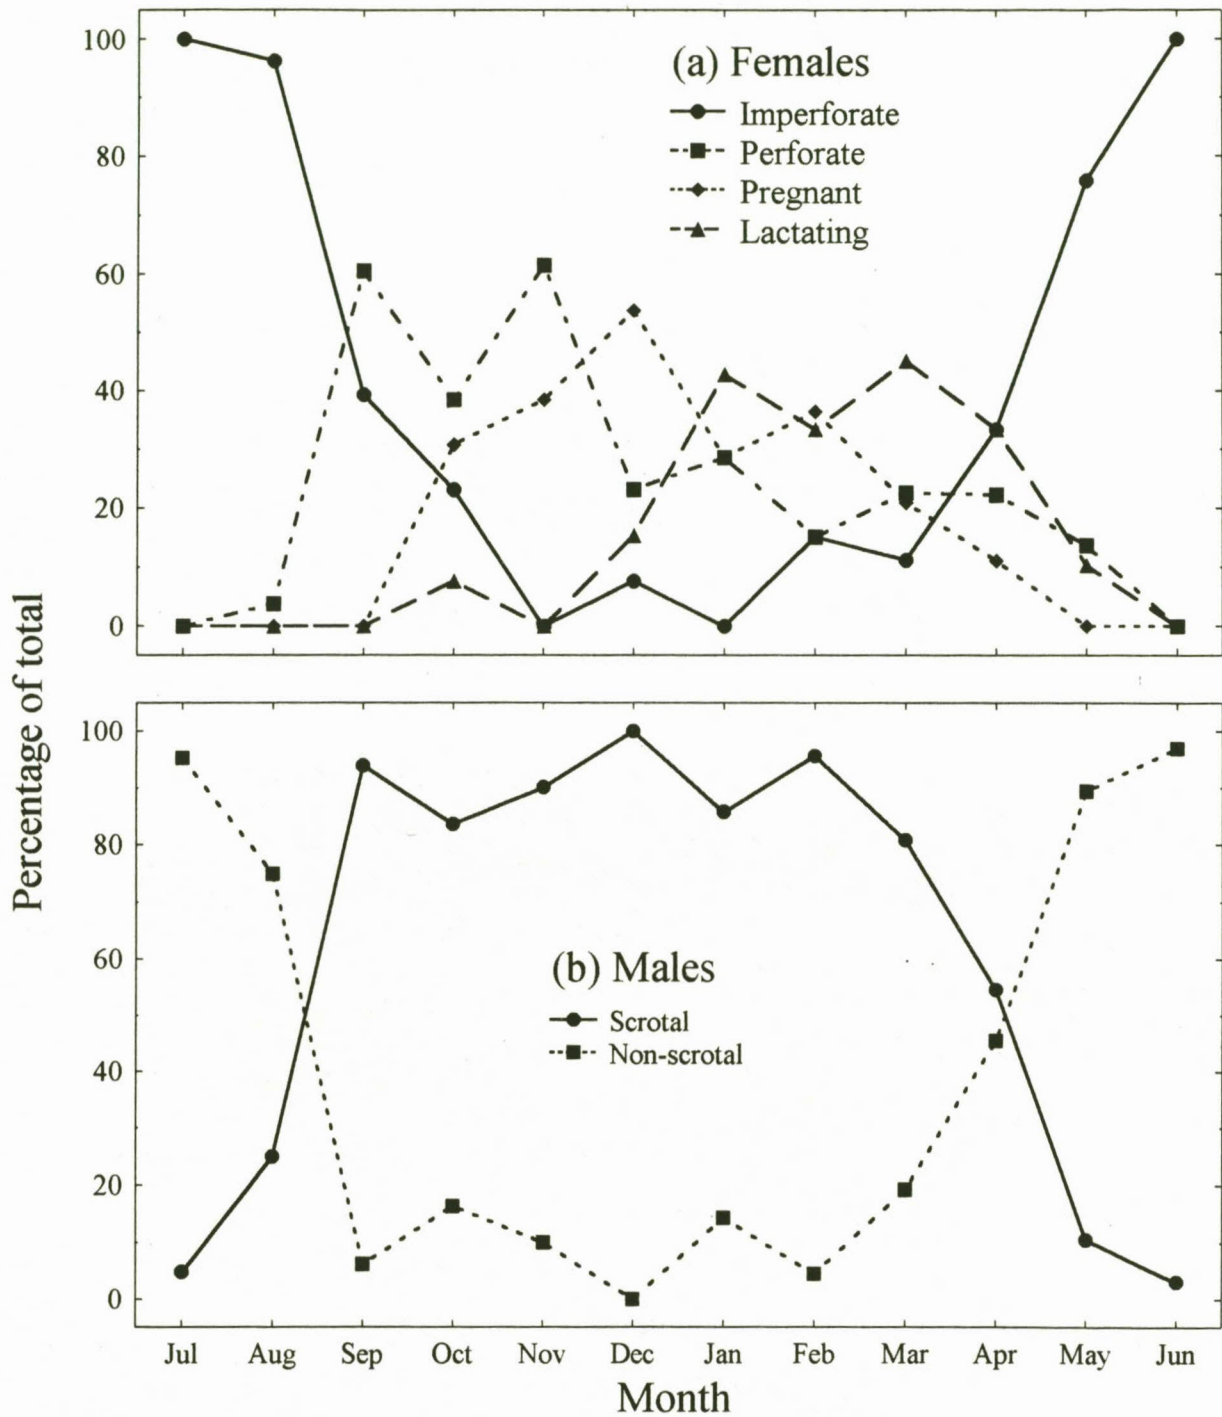 Percentage of total
100
80
60
40
20
0
(a) Females
Imperforate
Perforate
Pregnant
Lactating
100
80
60
40
20
0
(b) Males
Scrotal
Non-scrotal
Jul Aug Sep Oct Nov Dec Jan Feb Mar Apr May Jun
Month